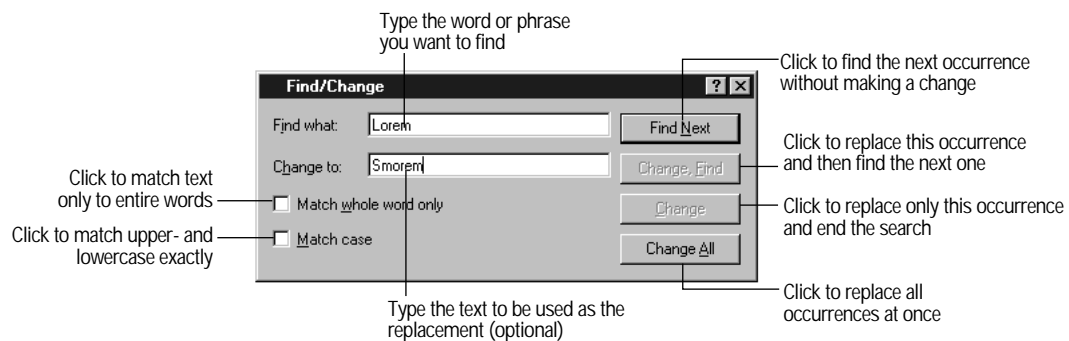 Type the word or phrase
you want to find
Click to find the next occurrence
without making a change
Find/Change
? ×
Find what: Lorem
Find Next
Click to replace this occurrence
and then find the next one
Change to: Smorem
Change, Find
Click to match text
only to entire words
Match whole word only
Change
Click to replace only this occurrence
and end the search
Click to match upper- and
lowercase exactly
Match case
Change All
Type the text to be used as the
replacement (optional)
Click to replace all
occurrences at once